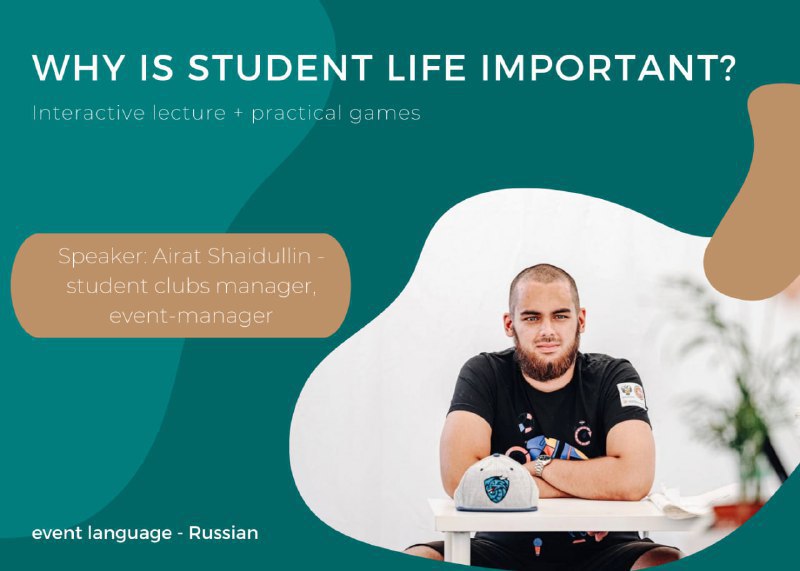 WHY IS STUDENT LIFE IMPORTANT?
Interactive lecture + practical games
Speaker: Airat Shaidullin -
student clubs manager,
event-manager
event language - Russian